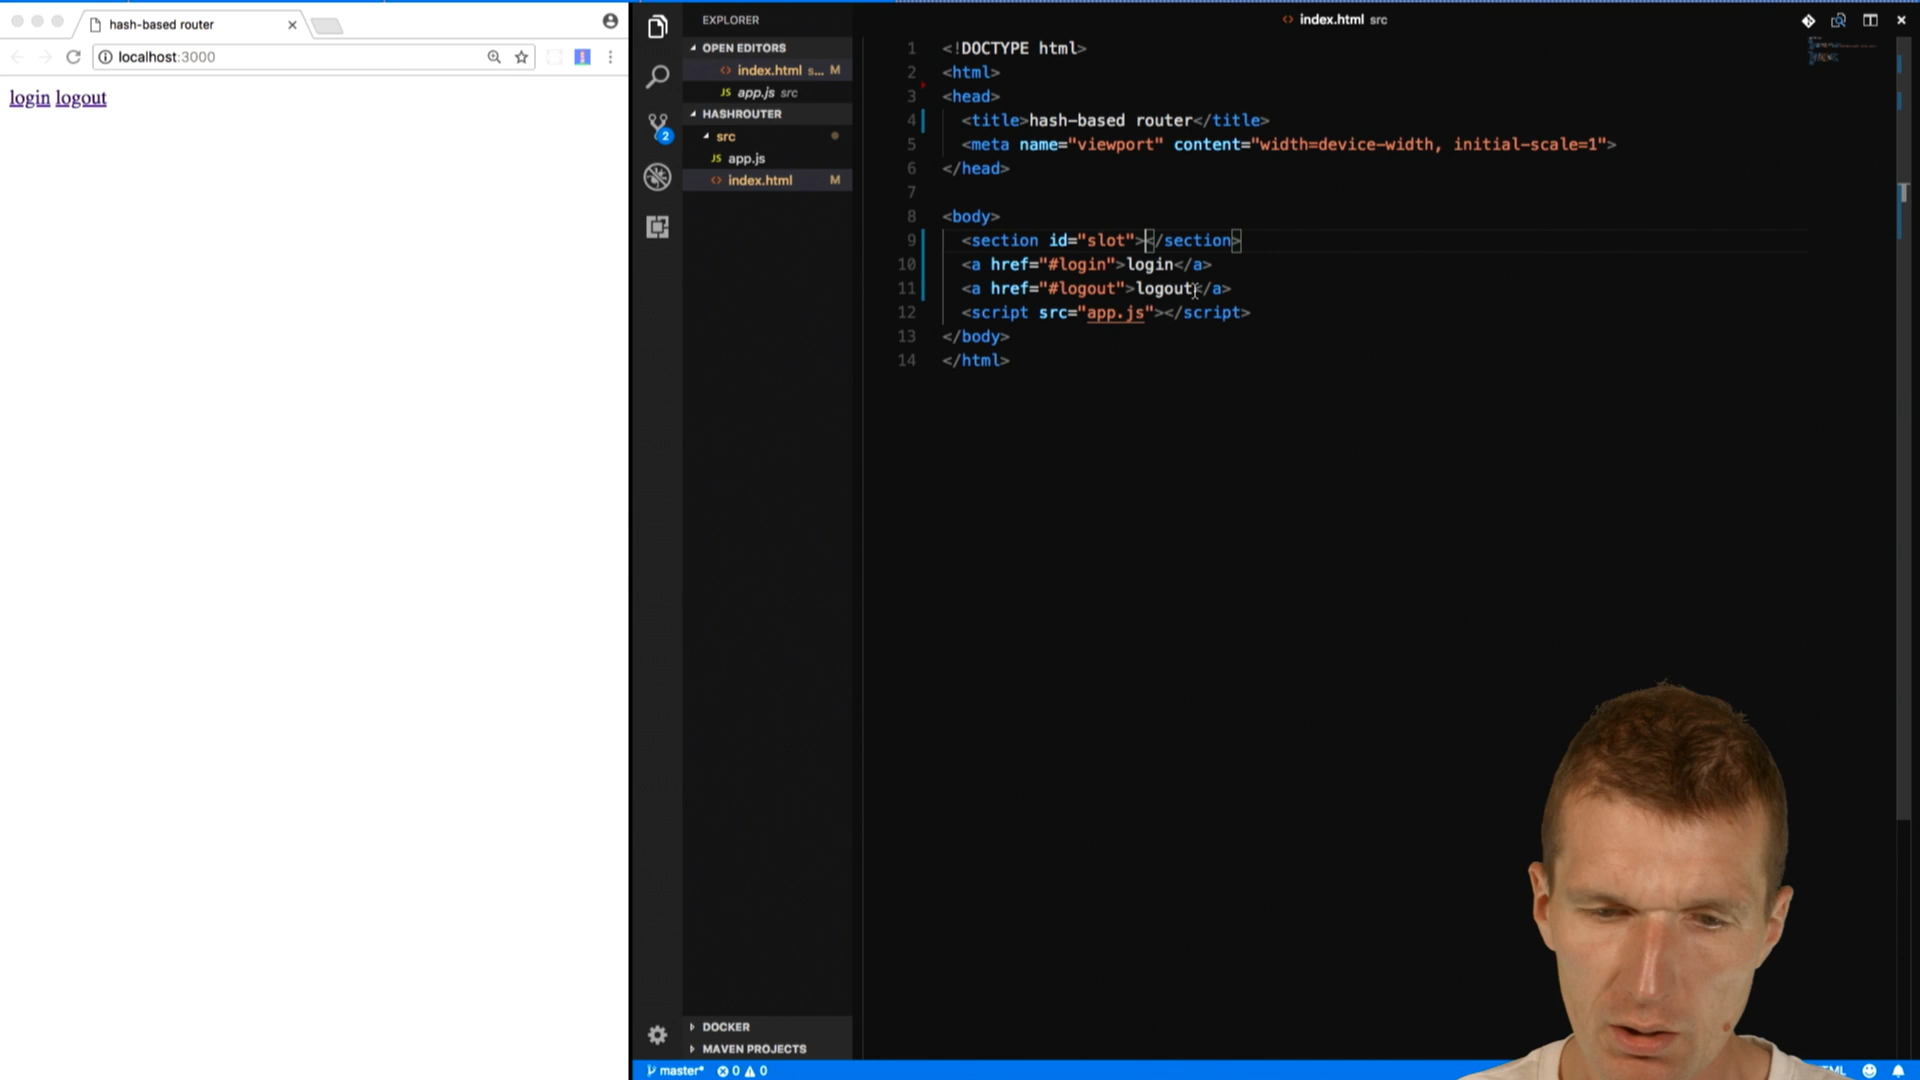 hash-based router
localhost:3000
login logout
EXPLORER
OPEN EDITORS
index.html s... M
JS app.js src
HASHROUTER
src
JS app.js
index.html M
DOCKER
MAVEN PROJECTS
2
index.html src
1 <!DOCTYPE html>
2 <html>
3 <head>
4 <title>hash-based router</title>
5 <meta name="viewport" content="width=device-width, initial-scale=1">
6 </head>
7
8 <body>
9 <section id="slot"></section>
10 <a href="#login">login</a>
11 <a href="#logout">logout</a>
12 <script src="app.js"></script>
13 </body>
14 </html>
master* 0 0